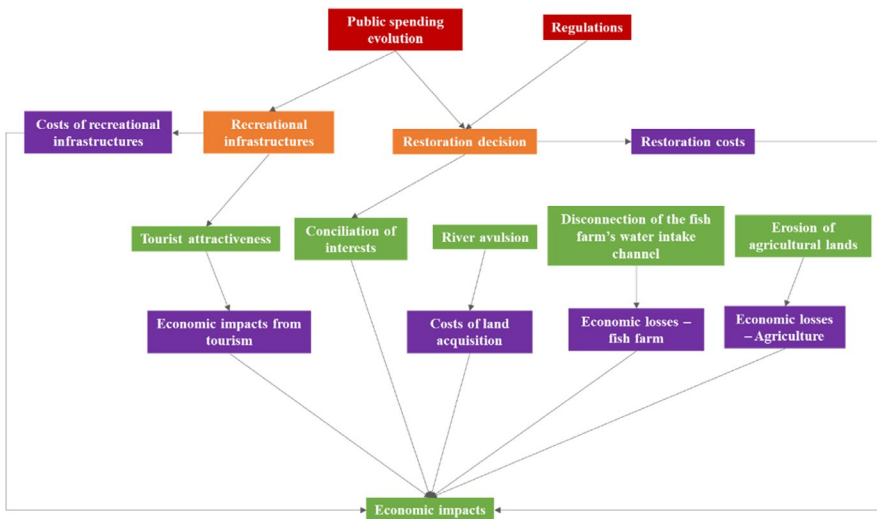 Public spending
evolution
Regulations
Costs of recreational
infrastructures
Recreational
infrastructures
Restoration decision
Restoration costs
Tourist attractiveness
Conciliation of
interests
River avulsion
Disconnection of the fish
farm's water intake
channel
Erosion of
agricultural lands
Economic impacts from
tourism
Costs of land
acquisition
Economic losses –
fish farm
Economic losses
– Agriculture
Economic impacts